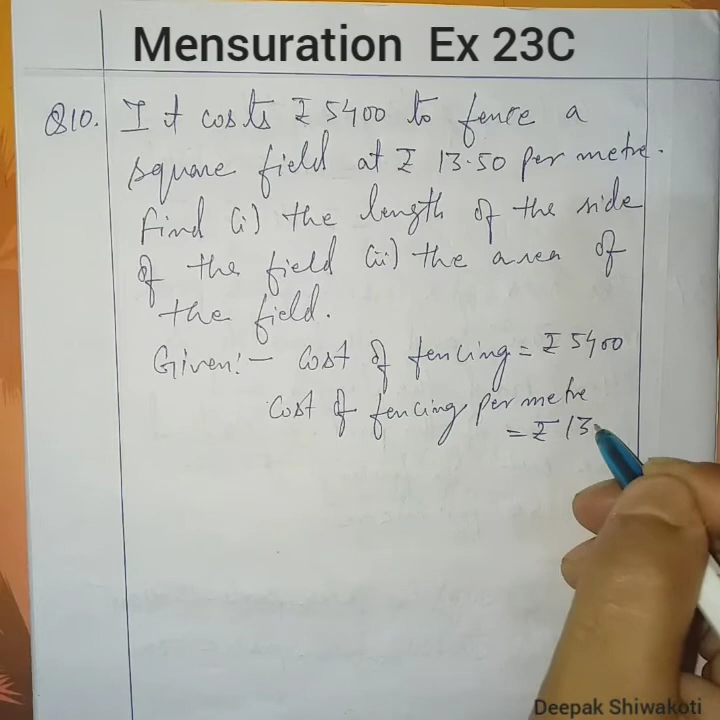 Mensuration Ex 23C
Q10. It costs ₹ 5400 to fence a
square field at ₹ 13.50 per metre.
find (i) the length of the side
of the field (ii) the area of
the field.
Given:- Cost of fencing = ₹ 5400
Cost of fencing per metre
= ₹ 13
Deepak Shiwakoti